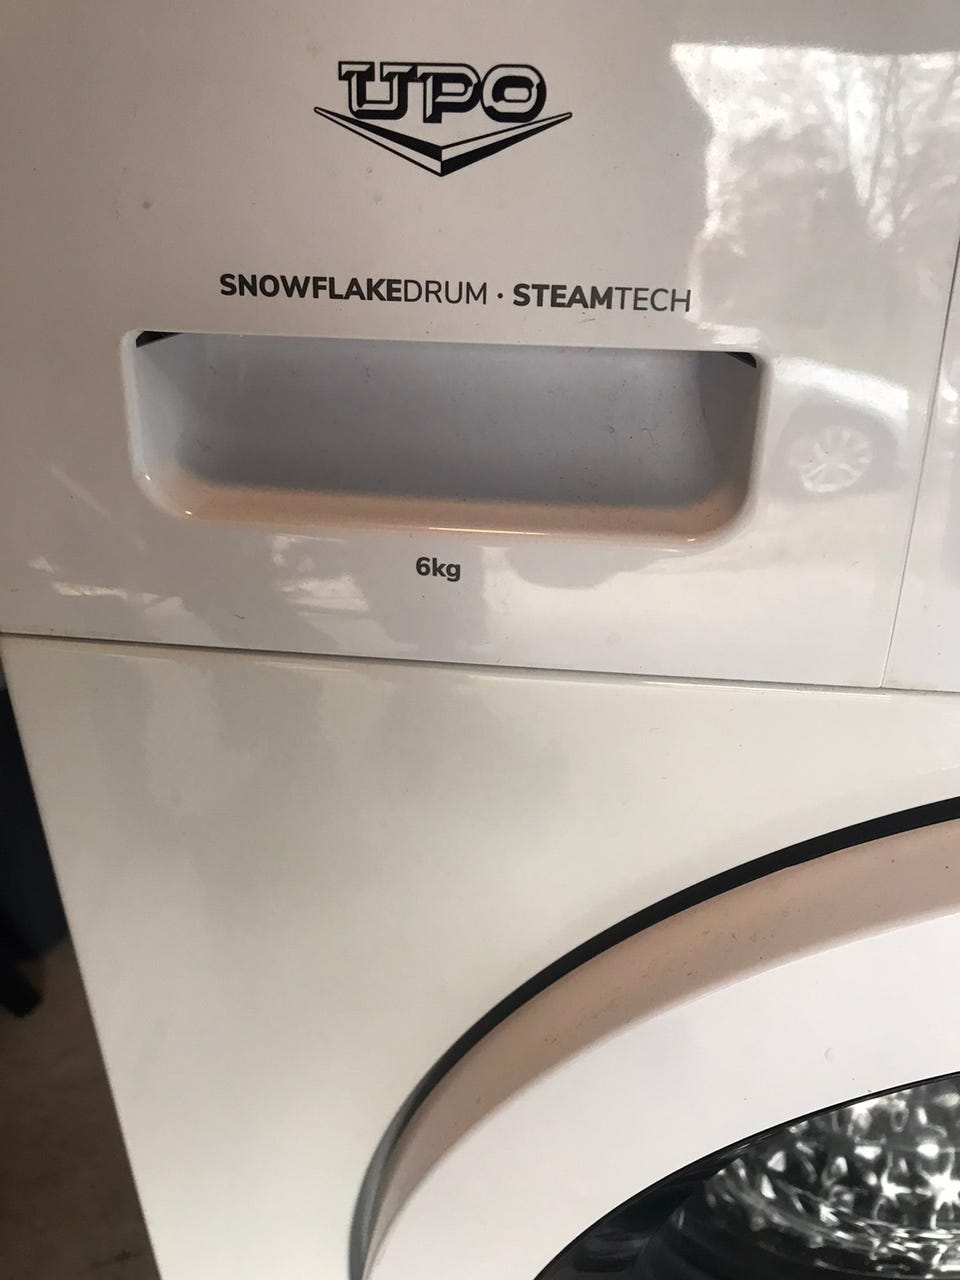 UPO
SNOWFLAKEDRUM · STEAMTECH
6kg